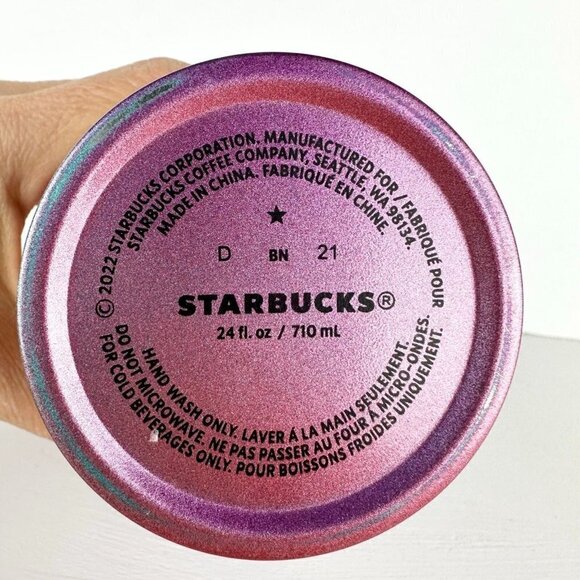 © 2022 STARBUCKS CORPORATION. MANUFACTURED FOR / FABRIQUÉ POUR
STARBUCKS COFFEE COMPANY, SEATTLE, WA 98134.
MADE IN CHINA. FABRIQUÉ EN CHINE.
★
D BN 21
STARBUCKS®
24 fl. oz / 710 mL
HAND WASH ONLY. LAVER Á LA MAIN SEULEMENT.
DO NOT MICROWAVE. NE PAS PASSER AU FOUR À MICRO-ONDES.
FOR COLD BEVERAGES ONLY. POUR BOISSONS FROIDES UNIQUEMENT.